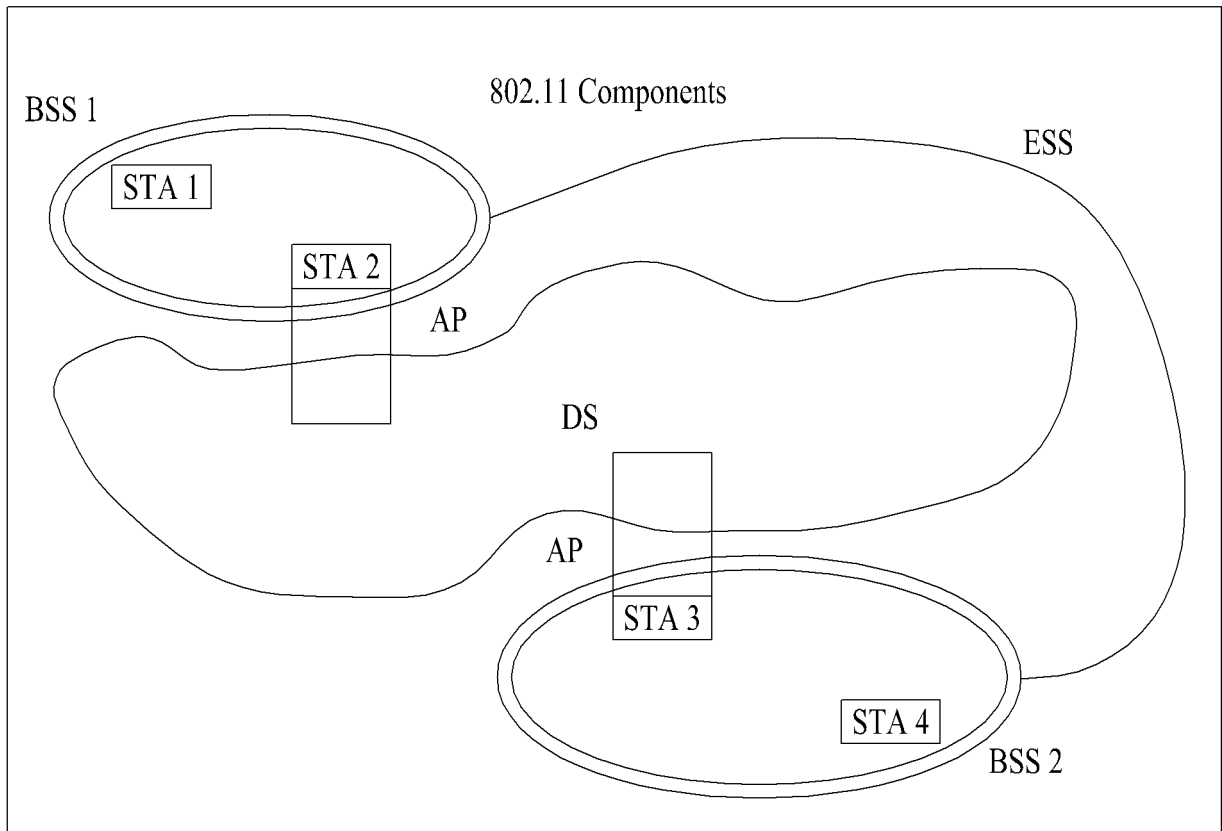 802.11 Components
BSS 1
ESS
STA 1
STA 2
AP
DS
AP
STA 3
STA 4
BSS 2